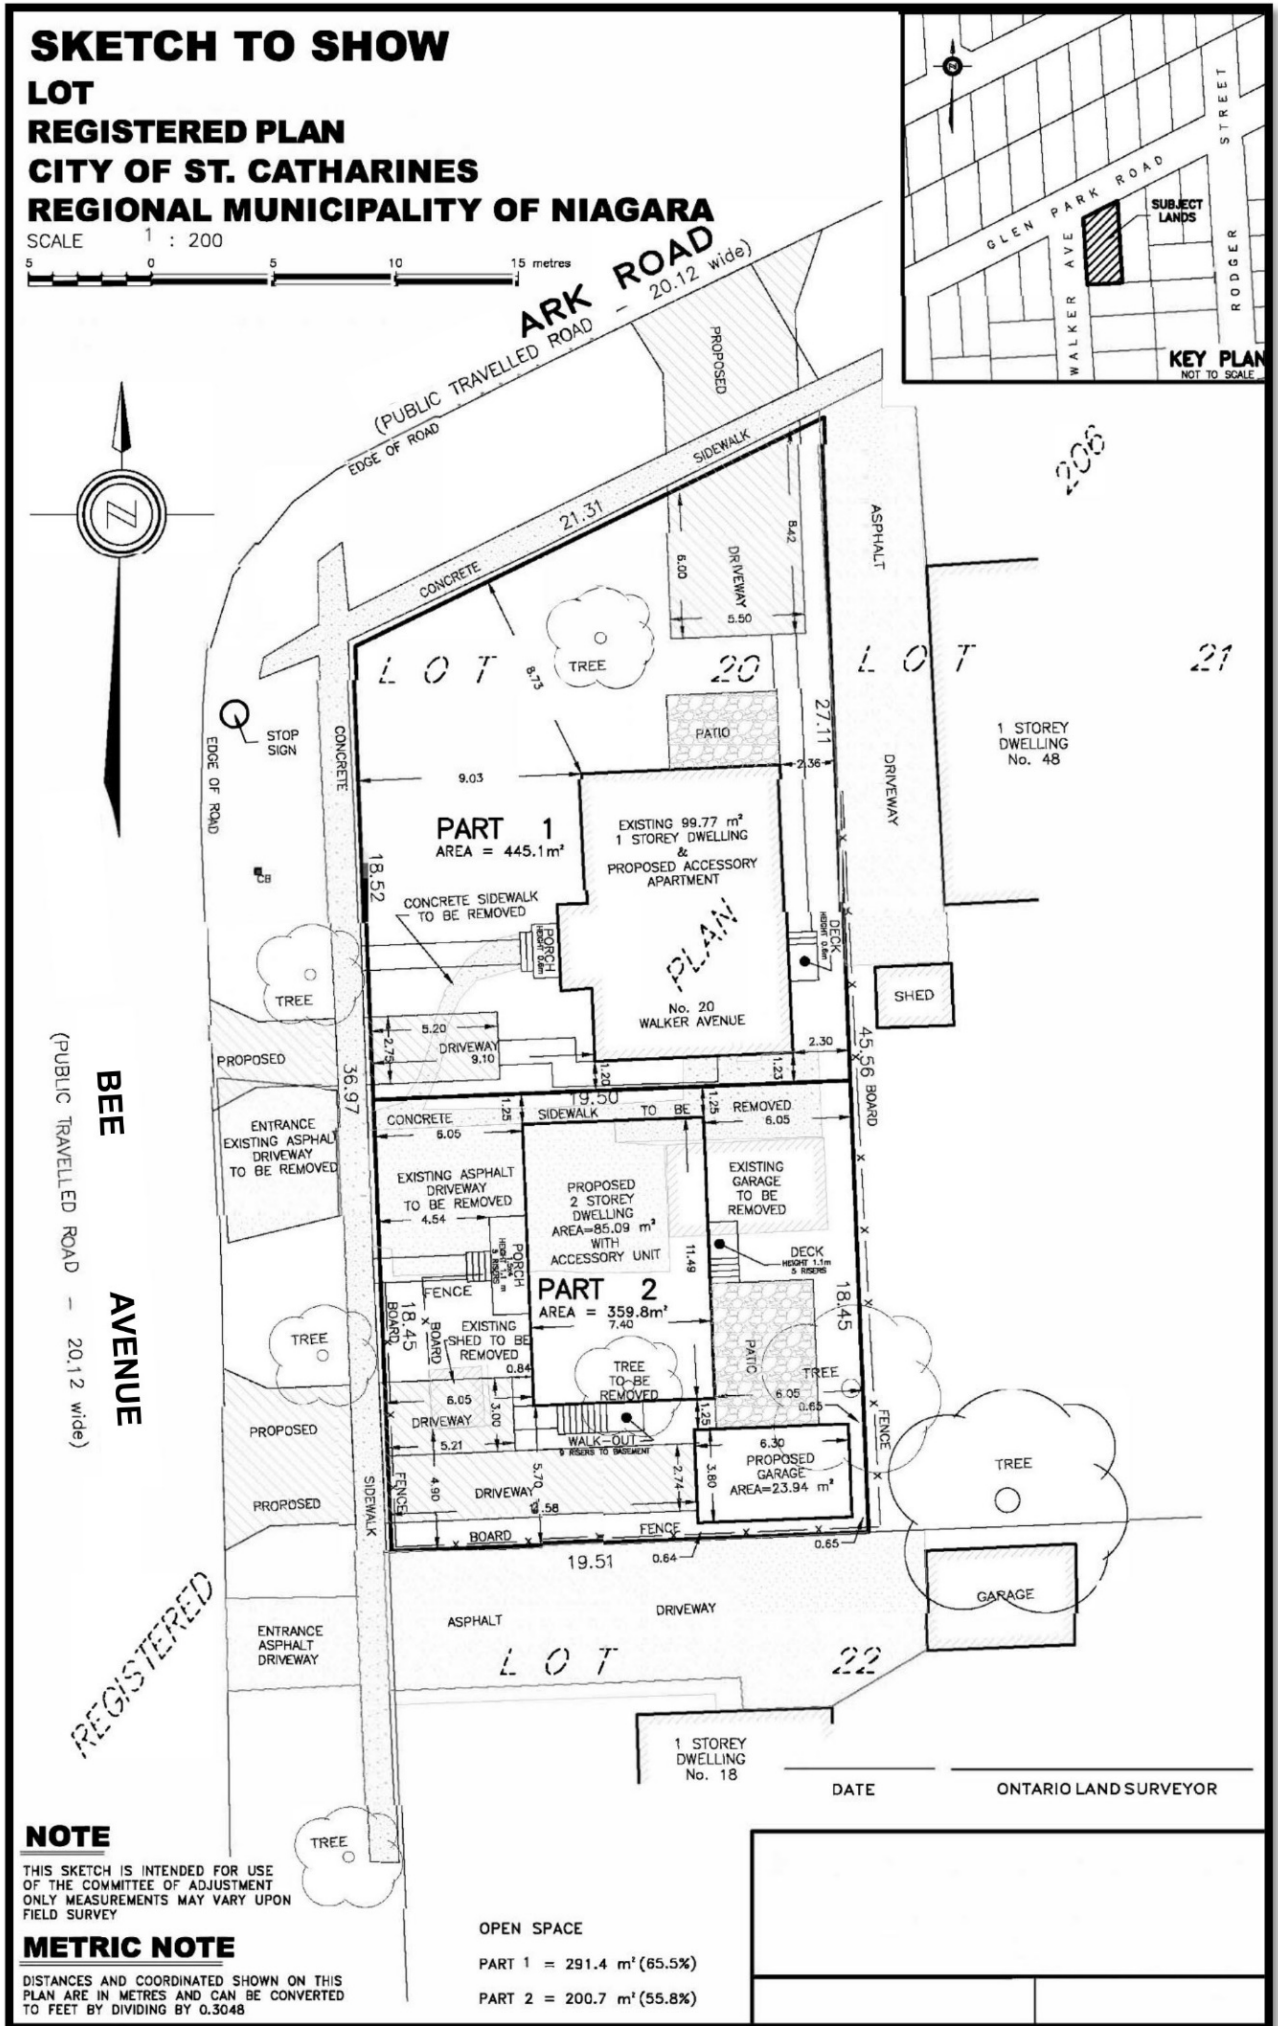 SKETCH TO SHOW
LOT
REGISTERED PLAN
CITY OF ST. CATHARINES
REGIONAL MUNICIPALITY OF NIAGARA
SCALE 1 : 200
5 0 5 10 15 metres
ARK ROAD
(PUBLIC TRAVELLED ROAD - 20.12 wide)
EDGE OF ROAD
GLEN PARK ROAD
WALKER AVE
RODGER STREET
SUBJECT
LANDS
KEY PLAN
NOT TO SCALE
PROPOSED
SIDEWALK
21.31
CONCRETE
206
ASPHALT
8.42
6.00
DRIVEWAY
5.50
LOT 20
LOT 21
TREE
8.73
STOP
SIGN
EDGE OF ROAD
CONCRETE
PATIO
27.11
2.36
9.03
DRIVEWAY
1 STOREY
DWELLING
No. 48
PART 1
AREA = 445.1m²
EXISTING 99.77 m²
1 STOREY DWELLING
&
PROPOSED ACCESSORY
APARTMENT
18.52
CB
CONCRETE SIDEWALK
TO BE REMOVED
PORCH
HEIGHT 0.6m
PLAN
DECK
HEIGHT 0.6m
TREE
SHED
No. 20
WALKER AVENUE
5.20
2.75
DRIVEWAY
9.10
2.30
1.20
1.23
45.56
BOARD
PROPOSED
36.97
19.50
CONCRETE SIDEWALK TO BE REMOVED
1.25
1.25
6.05
6.05
ENTRANCE
EXISTING ASPHAL
DRIVEWAY
TO BE REMOVED
BEE AVENUE
(PUBLIC TRAVELLED ROAD - 20.12 wide)
EXISTING ASPHALT
DRIVEWAY
TO BE REMOVED
4.54
PROPOSED
2 STOREY
DWELLING
AREA=85.09 m²
WITH
ACCESSORY UNIT
EXISTING
GARAGE
TO BE
REMOVED
11.49
PORCH
DECK
HEIGHT 1.1m
5 RISERS
FENCE
PART 2
AREA = 359.8m²
7.40
18.45
BOARD
18.45
BOARD
EXISTING
SHED TO BE
REMOVED
0.84
TREE
TREE
TO BE
REMOVED
PATIO
TREE
6.05
6.05
0.65
3.00
DRIVEWAY
5.21
1.25
WALK-OUT
9 RISERS TO BASEMENT
FENCE
PROPOSED
6.30
PROPOSED
GARAGE
AREA=23.94 m²
3.80
2.74
5.70
4.90
FENCE
DRIVEWAY
TREE
PROPOSED
SIDEWALK
BOARD FENCE
0.64
0.65
19.51
GARAGE
ENTRANCE
ASPHALT
DRIVEWAY
ASPHALT DRIVEWAY
LOT 22
REGISTERED
1 STOREY
DWELLING
No. 18
DATE
ONTARIO LAND SURVEYOR
TREE
NOTE
THIS SKETCH IS INTENDED FOR USE
OF THE COMMITTEE OF ADJUSTMENT
ONLY MEASUREMENTS MAY VARY UPON
FIELD SURVEY
METRIC NOTE
DISTANCES AND COORDINATED SHOWN ON THIS
PLAN ARE IN METRES AND CAN BE CONVERTED
TO FEET BY DIVIDING BY 0.3048
OPEN SPACE
PART 1 = 291.4 m² (65.5%)
PART 2 = 200.7 m² (55.8%)